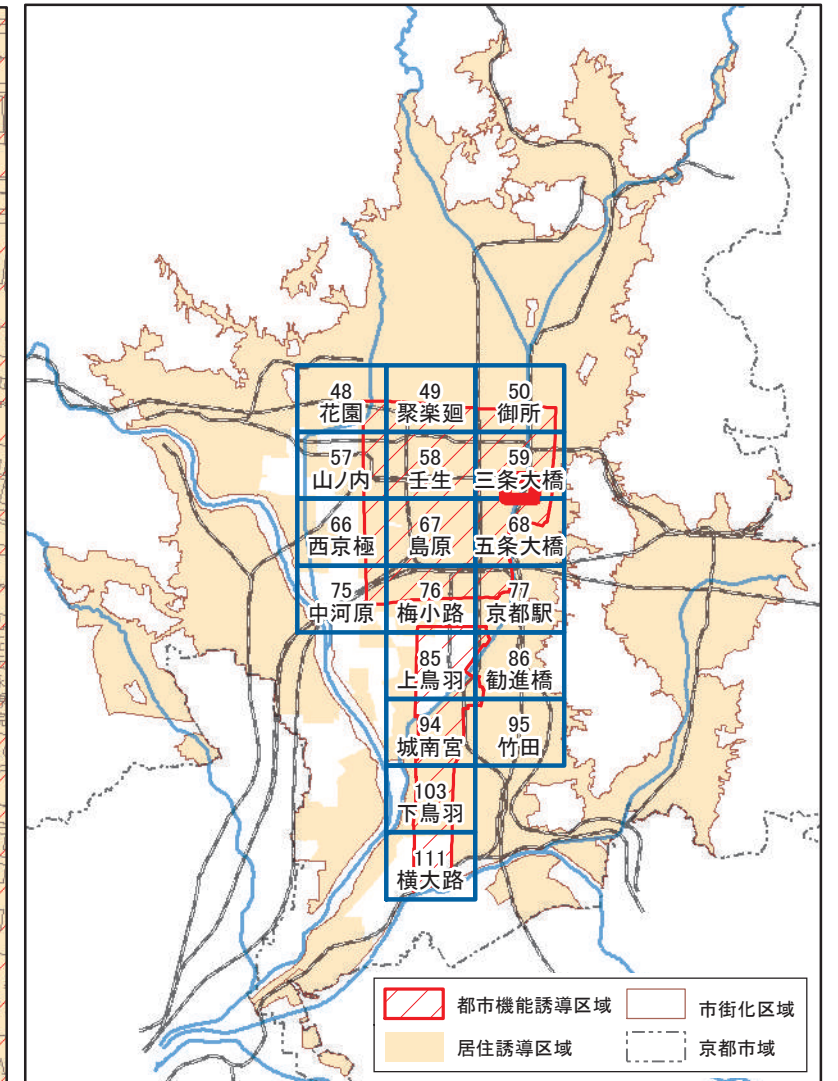 48
花園
49
聚楽廻
50
御所
57
山ノ内
58
壬生
59
三条大橋
66
西京極
67
島原
68
五条大橋
75
中河原
76
梅小路
77
京都駅
85
上鳥羽
86
勧進橋
94
城南宮
95
竹田
103
下鳥羽
111
横大路
都市機能誘導区域
市街化区域
居住誘導区域
京都市域